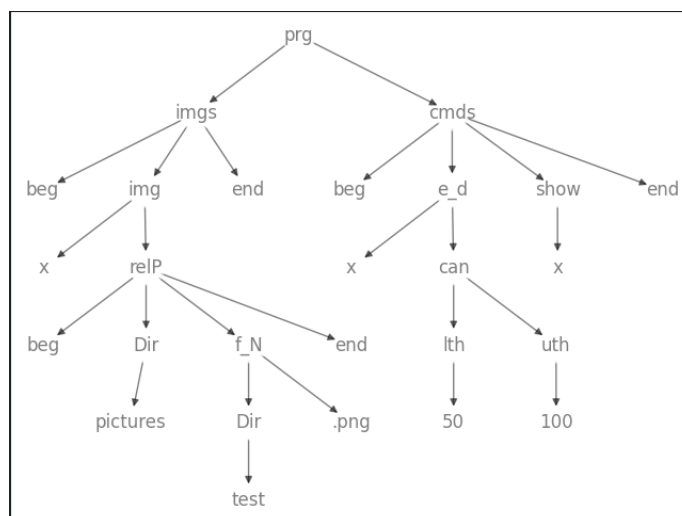 prg
imgs cmds
beg img end beg e_d show end
x relP x can x
beg Dir f_N end lth uth
pictures Dir .png 50 100
test